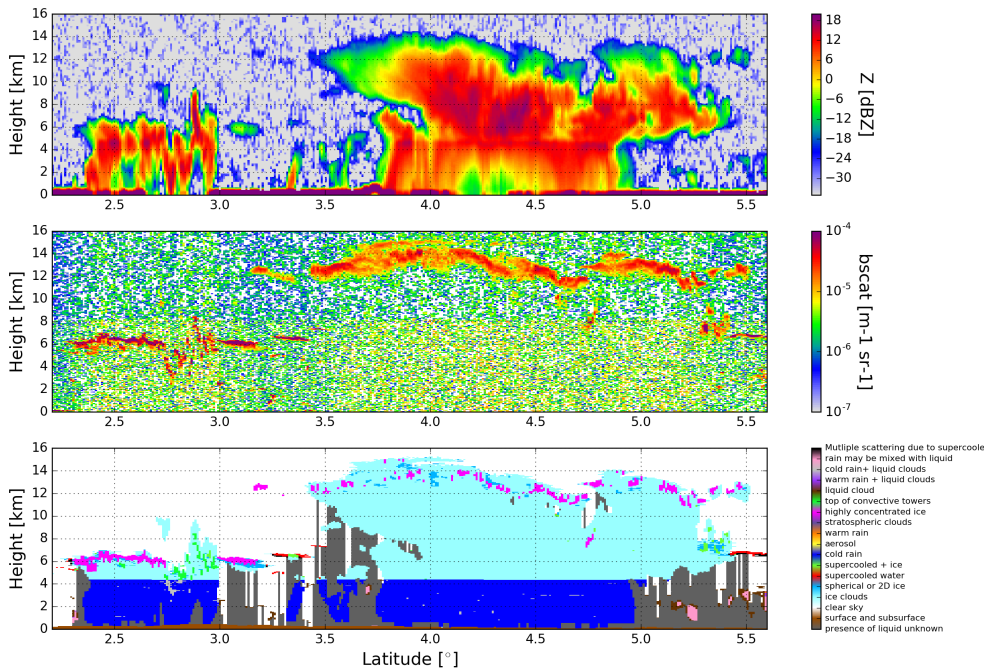 16
14
12
10
8
6
4
2
0
Height [km]
2.5 3.0 3.5 4.0 4.5 5.0 5.5
18
12
6
0
−6
−12
−18
−24
−30
Z [dBZ]
16
14
12
10
8
6
4
2
0
Height [km]
2.5 3.0 3.5 4.0 4.5 5.0 5.5
10-4
10-5
10-6
10-7
bscat [m-1 sr-1]
16
14
12
10
8
6
4
2
0
Height [km]
2.5 3.0 3.5 4.0 4.5 5.0 5.5
Latitude [°]
Mutliple scattering due to supercoole
rain may be mixed with liquid
cold rain+ liquid clouds
warm rain + liquid clouds
liquid cloud
top of convective towers
highly concentrated ice
stratospheric clouds
warm rain
aerosol
cold rain
supercooled + ice
supercooled water
spherical or 2D ice
ice clouds
clear sky
surface and subsurface
presence of liquid unknown